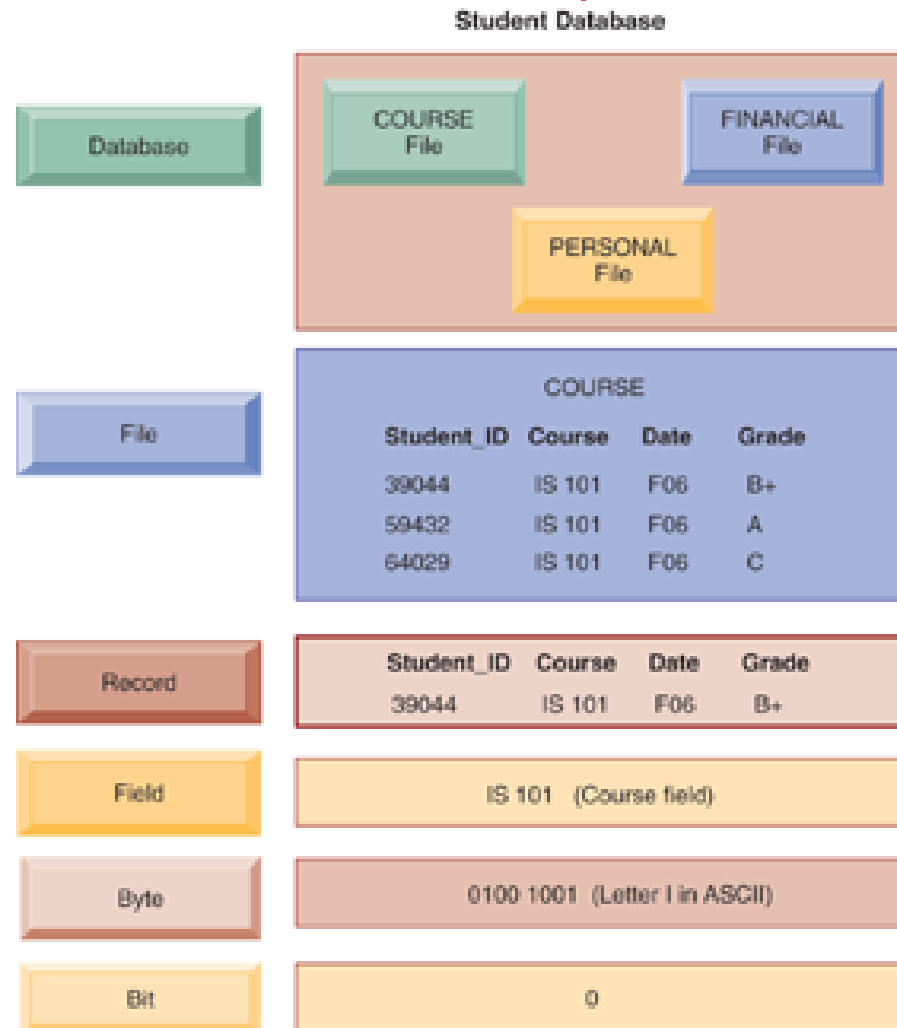 Student Database
Database
COURSE
File
FINANCIAL
File
PERSONAL
File
File
COURSE
Student_ID Course Date Grade
39044 IS 101 F06 B+
59432 IS 101 F06 A
64029 IS 101 F06 C
Record
Student_ID Course Date Grade
39044 IS 101 F06 B+
Field
IS 101 (Course field)
Byte
0100 1001 (Letter I in ASCII)
Bit
0